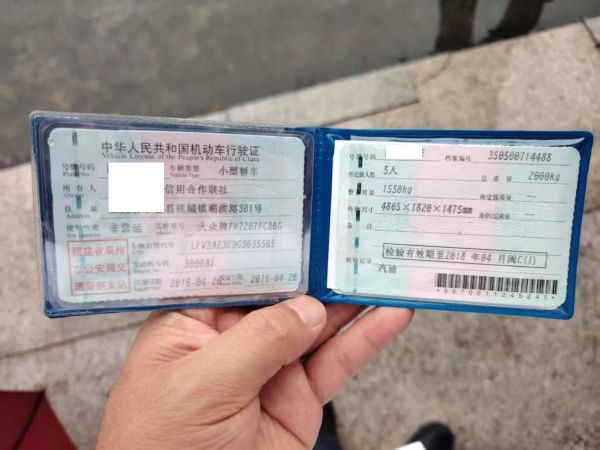 中华人民共和国机动车行驶证
Vehicle License of the People's Republic of China
号牌号码 车辆类型 小型轿车
Plate No. Vehicle Type
所有人 信用合作联社
Owner
住址 城镇 301号
Address
使用性质 非营运 品牌型号 大众牌FV7207FCDBG
Use Character Model
福建省泉州
市公安局交
通警察支队
车辆识别代号 LFV3A23C9G3035505
VIN
发动机号码 300081
Engine No.
注册日期 2016-04-26 发证日期 2016-04-26
号牌号码 档案编号 350500714488
核定载人数 5人 总质量 2000kg
整备质量 1550kg 核定载质量
外廓尺寸 4865×1820×1475mm 准牵引总质量
备注
检验有效期至2018年04月闽C(1)
检验记录
汽油
*3570011245245*